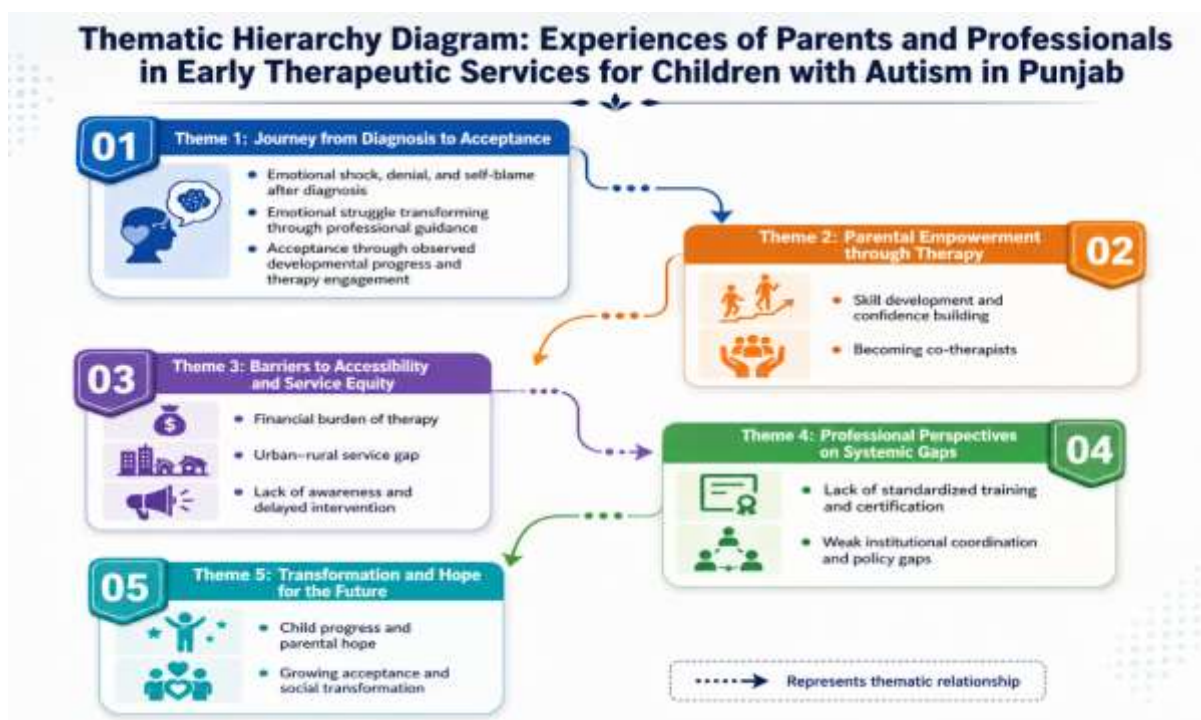 Thematic Hierarchy Diagram: Experiences of Parents and Professionals
in Early Therapeutic Services for Children with Autism in Punjab
01
Theme 1: Journey from Diagnosis to Acceptance
• Emotional shock, denial, and self-blame
after diagnosis
• Emotional struggle transforming
through professional guidance
• Acceptance through observed
developmental progress and
therapy engagement
Theme 2: Parental Empowerment
through Therapy
02
• Skill development and
confidence building
• Becoming co-therapists
03
Theme 3: Barriers to Accessibility
and Service Equity
$
• Financial burden of therapy
• Urban–rural service gap
• Lack of awareness and
delayed intervention
Theme 4: Professional Perspectives
on Systemic Gaps
04
• Lack of standardized training
and certification
• Weak institutional coordination
and policy gaps
05
Theme 5: Transformation and Hope
for the Future
• Child progress and
parental hope
• Growing acceptance and
social transformation
Represents thematic relationship